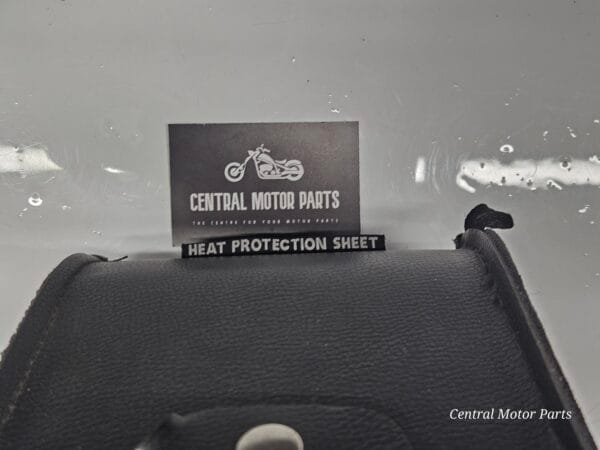 CENTRAL MOTOR PARTS
THE CENTRE FOR YOUR MOTOR PARTS
HEAT PROTECTION SHEET
Central Motor Parts